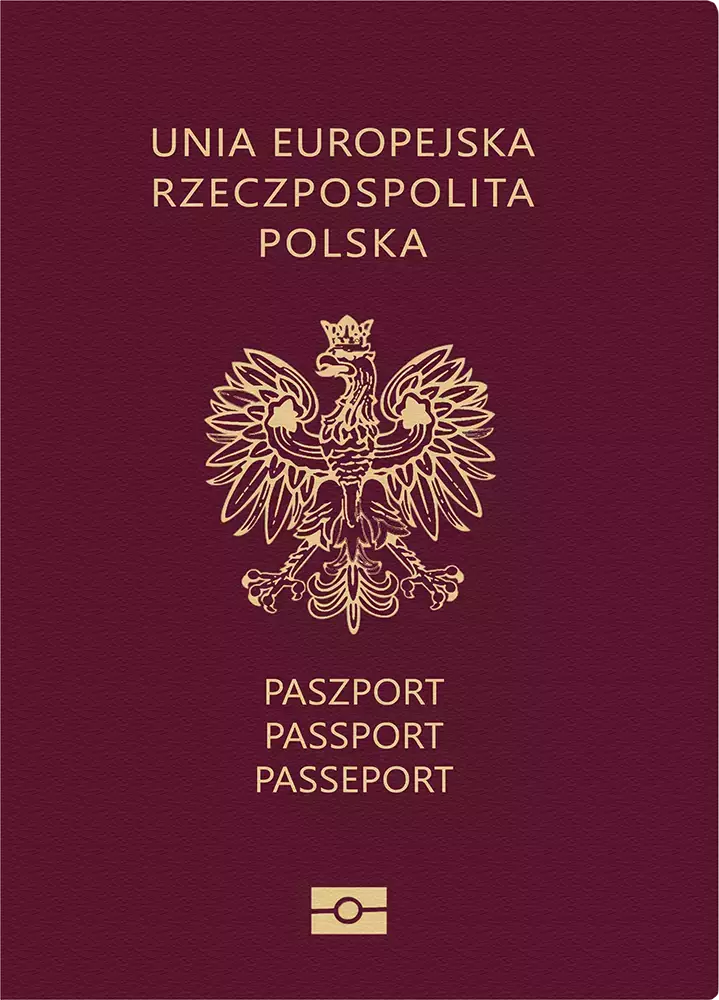 UNIA EUROPEJSKA
RZECZPOSPOLITA
POLSKA
PASZPORT
PASSPORT
PASSEPORT